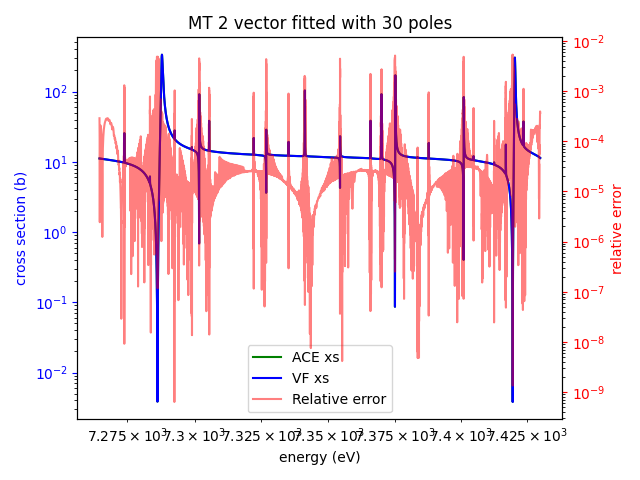 MT 2 vector fitted with 30 poles
10²
10¹
10⁰
10⁻¹
10⁻²
cross section (b)
10⁻²
10⁻³
10⁻⁴
10⁻⁵
10⁻⁶
10⁻⁷
10⁻⁸
10⁻⁹
relative error
ACE xs
VF xs
Relative error
7.275 × 10³ 7.3 × 10³ 7.325 × 10³ 7.35 × 10³ 7.375 × 10³ 7.4 × 10³ 7.425 × 10³
energy (eV)